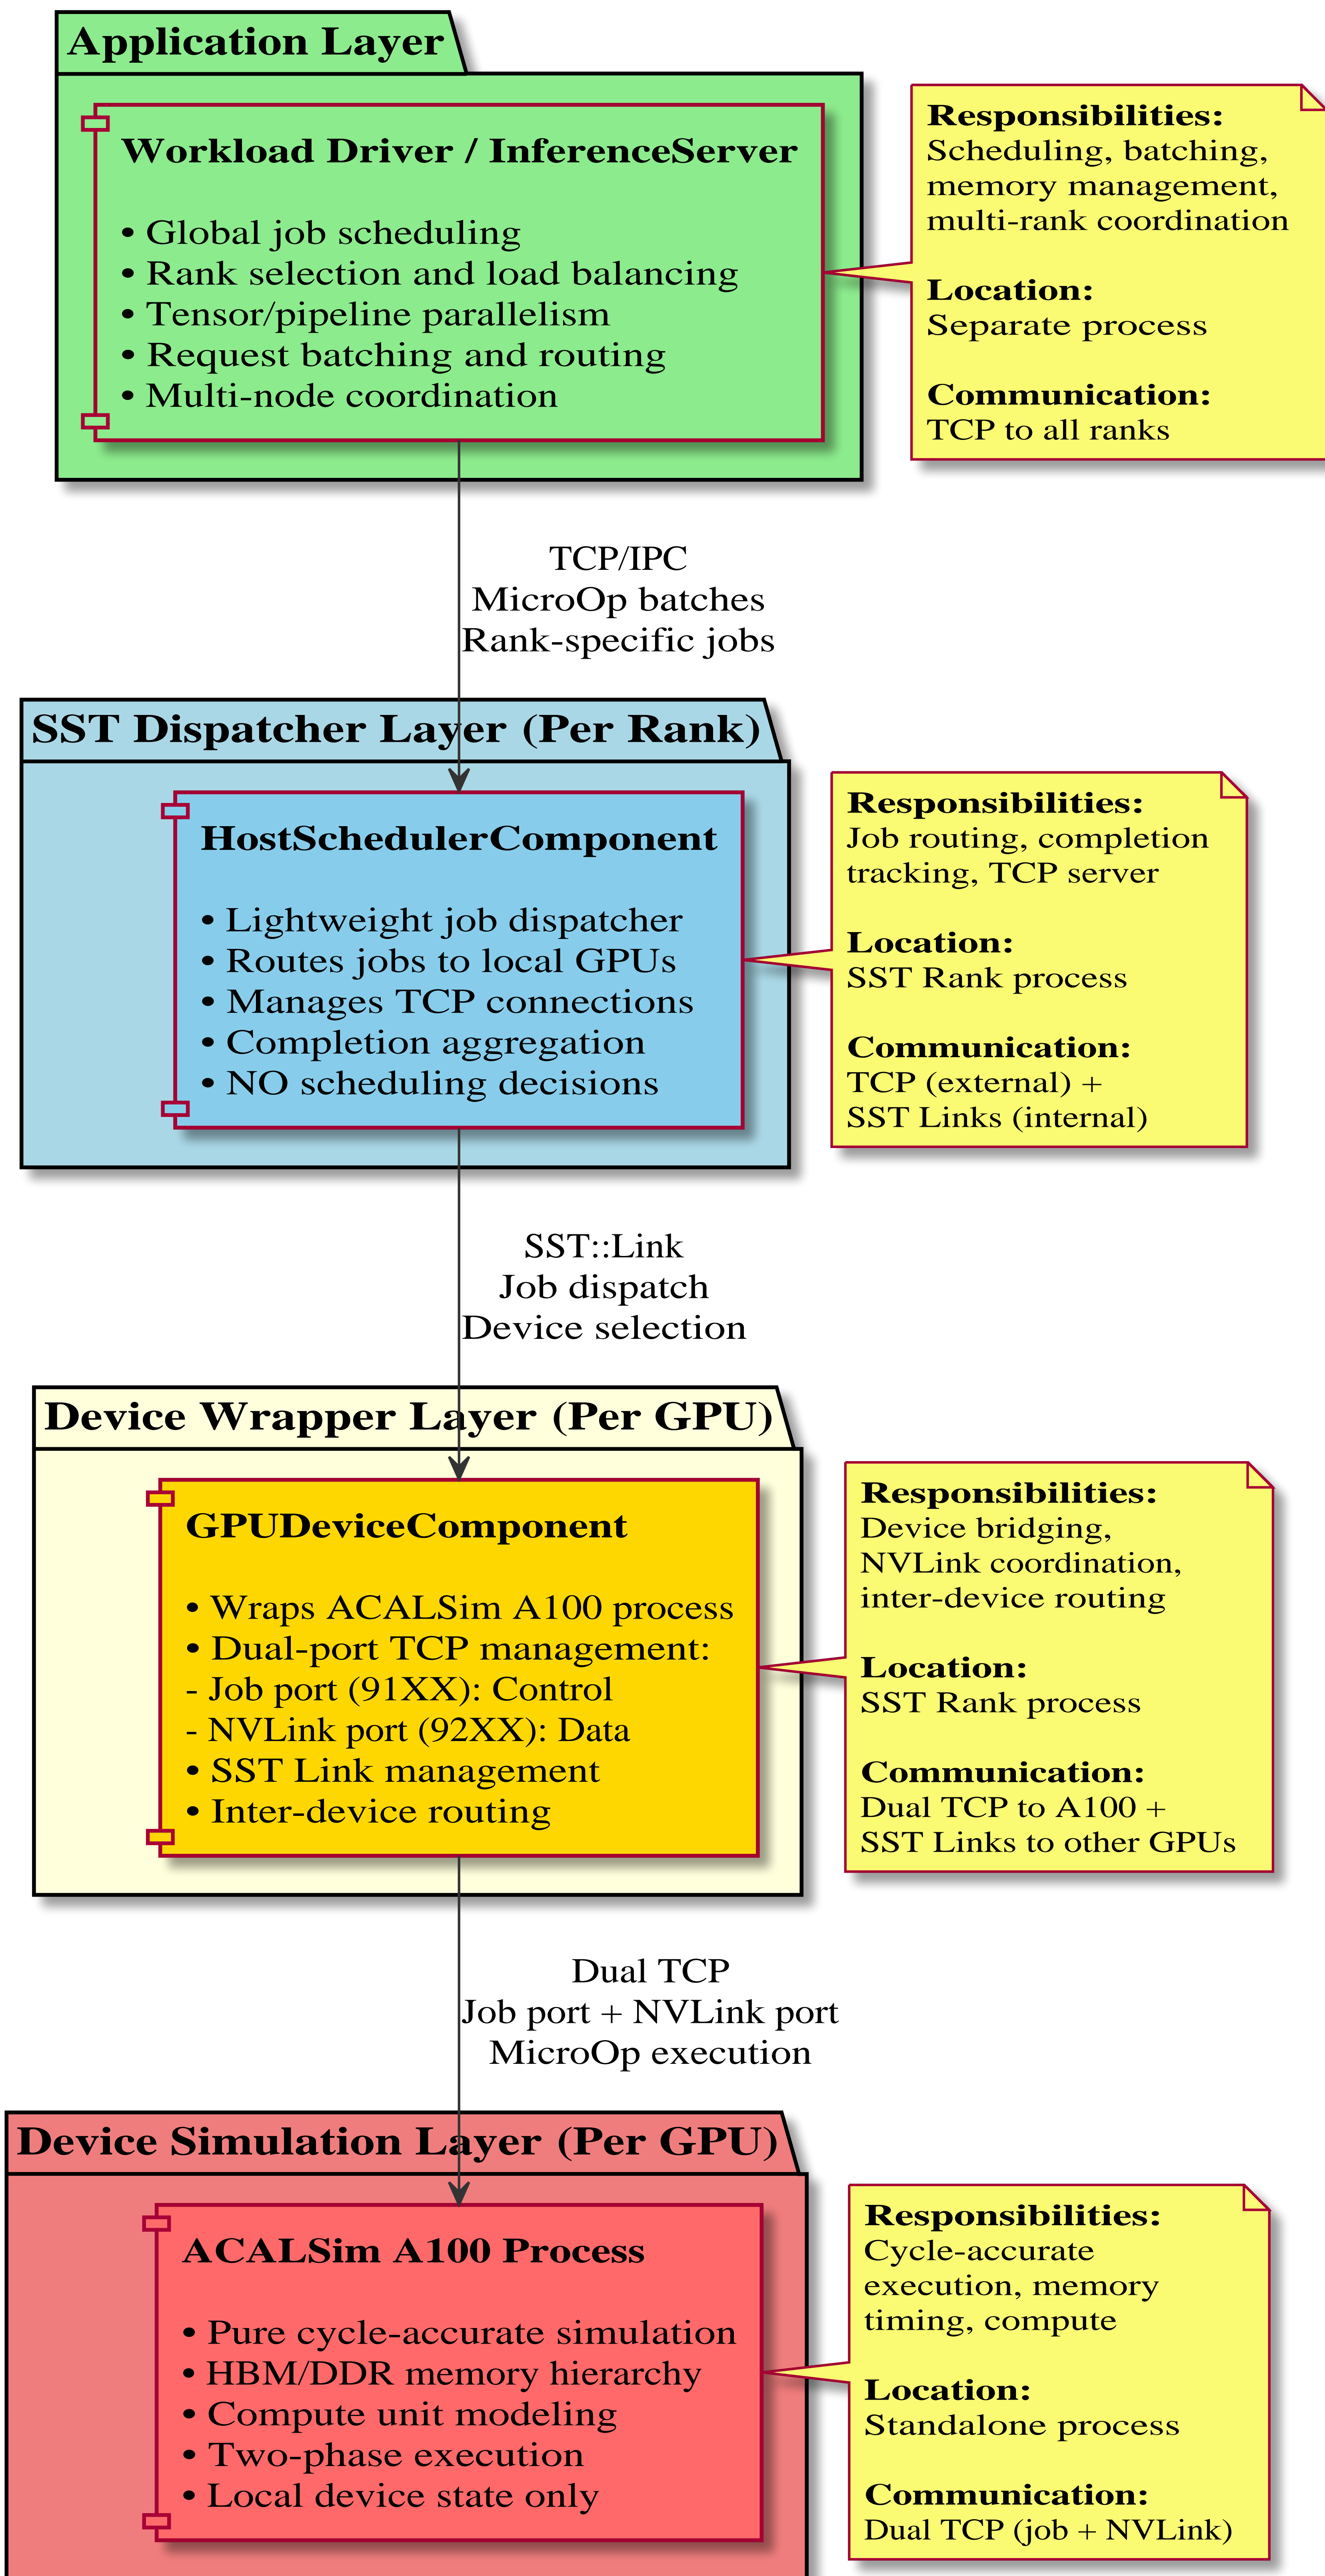 Application Layer
Workload Driver / InferenceServer
• Global job scheduling
• Rank selection and load balancing
• Tensor/pipeline parallelism
• Request batching and routing
• Multi-node coordination
Responsibilities:
Scheduling, batching,
memory management,
multi-rank coordination
Location:
Separate process
Communication:
TCP to all ranks
TCP/IPC
MicroOp batches
Rank-specific jobs
SST Dispatcher Layer (Per Rank)
HostSchedulerComponent
• Lightweight job dispatcher
• Routes jobs to local GPUs
• Manages TCP connections
• Completion aggregation
• NO scheduling decisions
Responsibilities:
Job routing, completion
tracking, TCP server
Location:
SST Rank process
Communication:
TCP (external) +
SST Links (internal)
SST::Link
Job dispatch
Device selection
Device Wrapper Layer (Per GPU)
GPUDeviceComponent
• Wraps ACALSim A100 process
• Dual-port TCP management:
- Job port (91XX): Control
- NVLink port (92XX): Data
• SST Link management
• Inter-device routing
Responsibilities:
Device bridging,
NVLink coordination,
inter-device routing
Location:
SST Rank process
Communication:
Dual TCP to A100 +
SST Links to other GPUs
Dual TCP
Job port + NVLink port
MicroOp execution
Device Simulation Layer (Per GPU)
ACALSim A100 Process
• Pure cycle-accurate simulation
• HBM/DDR memory hierarchy
• Compute unit modeling
• Two-phase execution
• Local device state only
Responsibilities:
Cycle-accurate
execution, memory
timing, compute
Location:
Standalone process
Communication:
Dual TCP (job + NVLink)